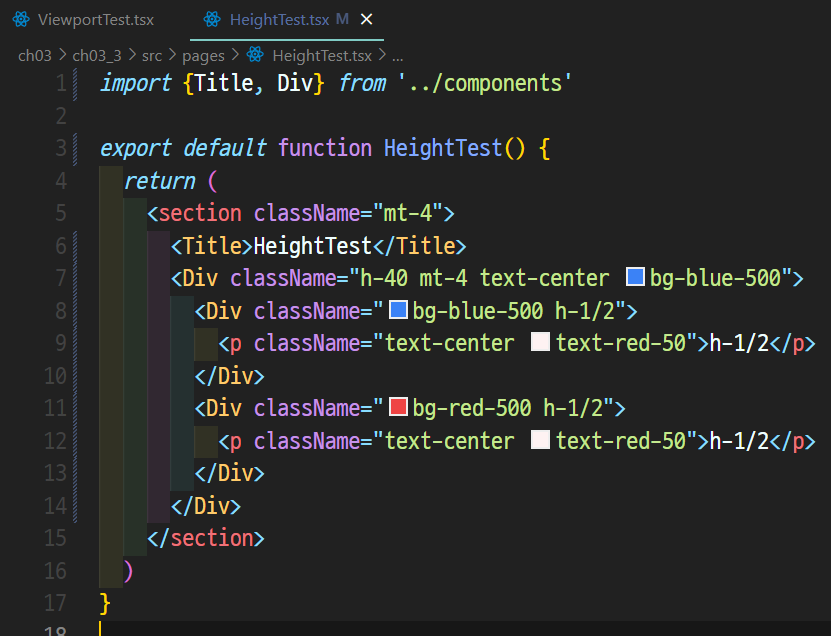 ViewportTest.tsx HeightTest.tsx M ×
ch03 > ch03_3 > src > pages > HeightTest.tsx > ...
1 import {Title, Div} from '../components'
2
3 export default function HeightTest() {
4 return (
5 <section className="mt-4">
6 <Title>HeightTest</Title>
7 <Div className="h-40 mt-4 text-center bg-blue-500">
8 <Div className="bg-blue-500 h-1/2">
9 <p className="text-center text-red-50">h-1/2</p>
10 </Div>
11 <Div className="bg-red-500 h-1/2">
12 <p className="text-center text-red-50">h-1/2</p>
13 </Div>
14 </Div>
15 </section>
16 )
17 }
18